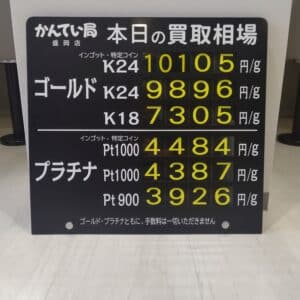 かんてい局 本日の買取相場
盛岡店
インゴット・特定コイン
K24 10105 円/g
ゴールド K24 9896 円/g
K18 7305 円/g
インゴット・特定コイン
Pt1000 4484 円/g
プラチナ Pt1000 4387 円/g
Pt900 3926 円/g
ゴールド・プラチナともに、手数料は一切いただきません